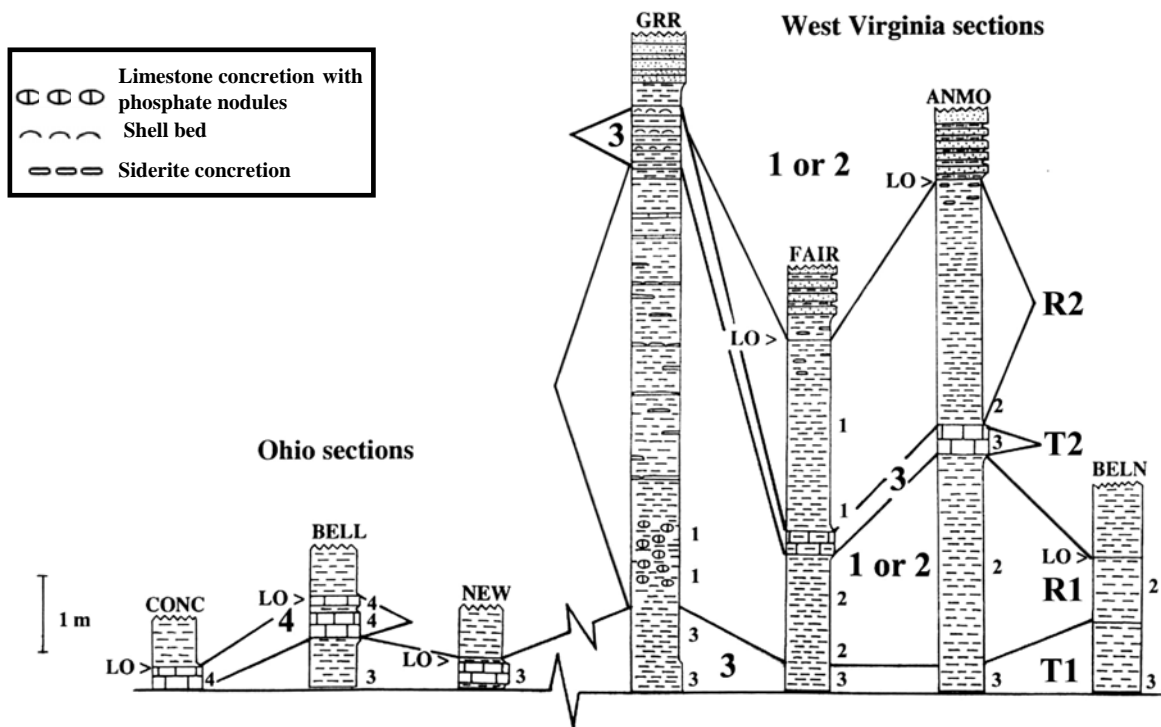 GRR
West Virginia sections
Limestone concretion with
phosphate nodules
Shell bed
Siderite concretion
ANMO
3
1 or 2
LO >
FAIR
R2
LO >
2
1
Ohio sections
3
T2
3
BELN
1
BELL
1
1 or 2
LO >
2
2
R1
2
1 m
CONC
LO >
4
4
4
NEW
1
3
2
LO >
4
3
LO >
3
3
3
3
3
T1
3